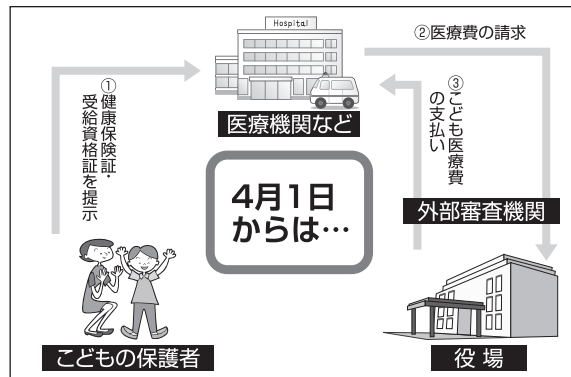 Hospital
②医療費の請求
医療機関など
①健康保険証・
受給資格証を提示
③こども医療費
の支払い
4月1日
からは…
外部審査機関
こどもの保護者
役場